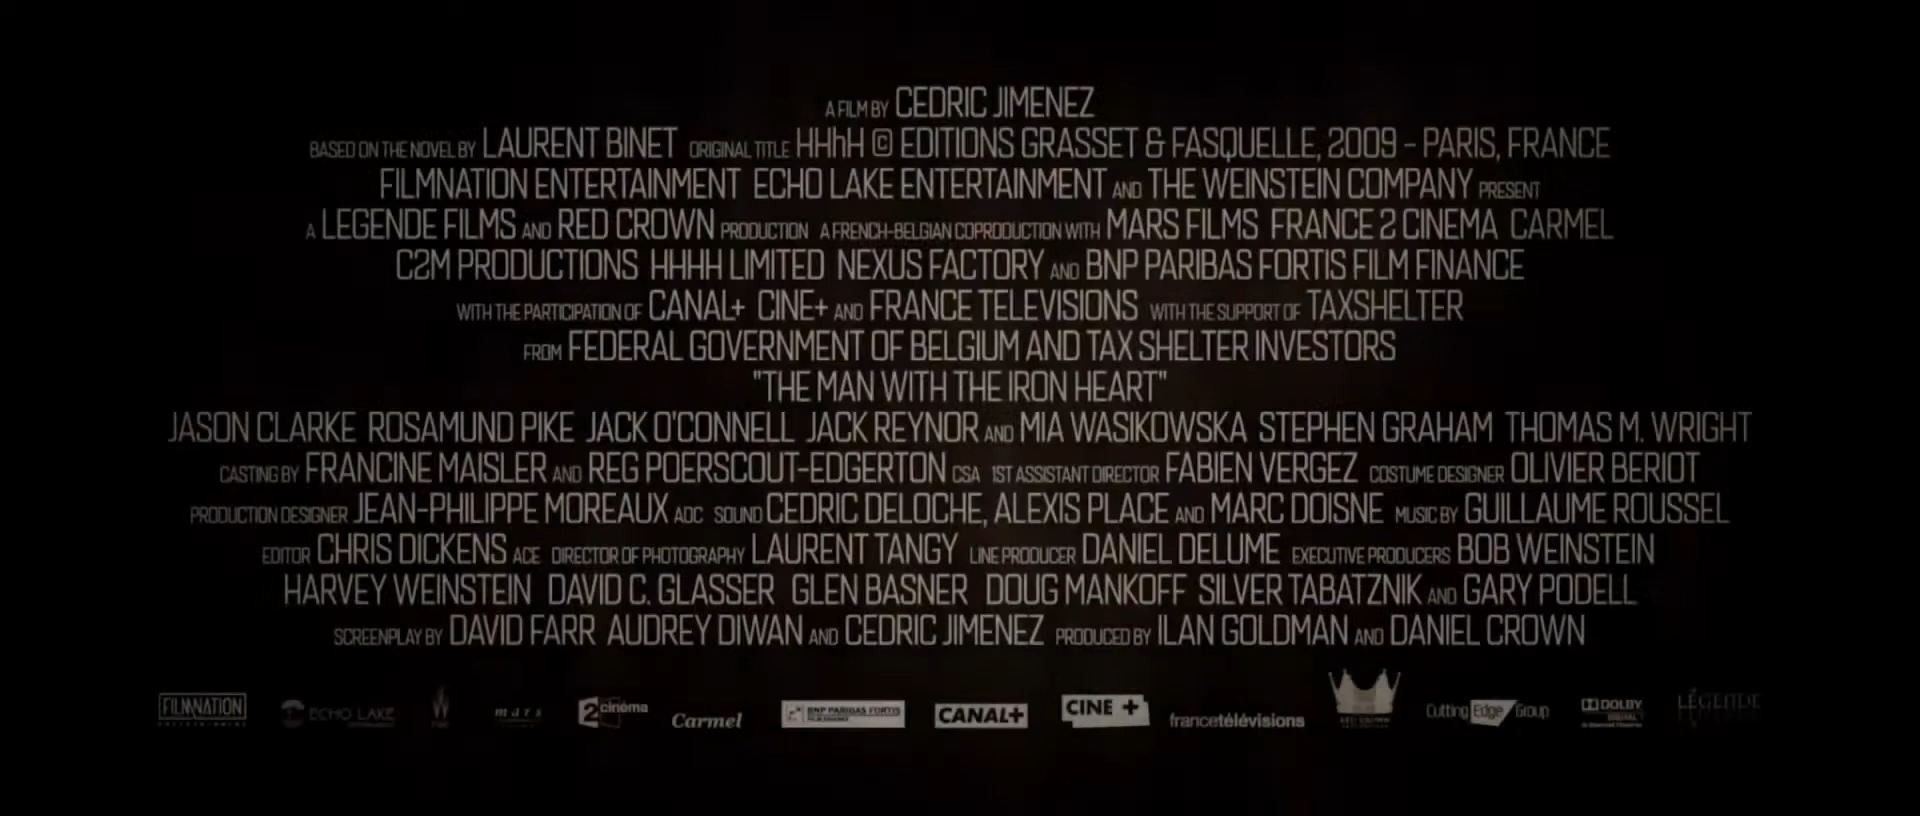 A FILM BY CEDRIC JIMENEZ
BASED ON THE NOVEL BY LAURENT BINET ORIGINAL TITLE HHhH © EDITIONS GRASSET & FASQUELLE, 2009 - PARIS, FRANCE
FILMNATION ENTERTAINMENT ECHO LAKE ENTERTAINMENT AND THE WEINSTEIN COMPANY PRESENT
A LEGENDE FILMS AND RED CROWN PRODUCTION A FRENCH-BELGIAN COPRODUCTION WITH MARS FILMS FRANCE 2 CINEMA CARMEL
C2M PRODUCTIONS HHHH LIMITED NEXUS FACTORY AND BNP PARIBAS FORTIS FILM FINANCE
WITH THE PARTICIPATION OF CANAL+ CINE+ AND FRANCE TELEVISIONS WITH THE SUPPORT OF TAXSHELTER
FROM FEDERAL GOVERNMENT OF BELGIUM AND TAX SHELTER INVESTORS
"THE MAN WITH THE IRON HEART"
JASON CLARKE ROSAMUND PIKE JACK O'CONNELL JACK REYNOR AND MIA WASIKOWSKA STEPHEN GRAHAM THOMAS M. WRIGHT
CASTING BY FRANCINE MAISLER AND REG POERSCOUT-EDGERTON CSA 1ST ASSISTANT DIRECTOR FABIEN VERGEZ COSTUME DESIGNER OLIVIER BERIOT
PRODUCTION DESIGNER JEAN-PHILIPPE MOREAUX ADC SOUND CEDRIC DELOCHE, ALEXIS PLACE AND MARC DOISNE MUSIC BY GUILLAUME ROUSSEL
EDITOR CHRIS DICKENS ACE DIRECTOR OF PHOTOGRAPHY LAURENT TANGY LINE PRODUCER DANIEL DELUME EXECUTIVE PRODUCERS BOB WEINSTEIN
HARVEY WEINSTEIN DAVID C. GLASSER GLEN BASNER DOUG MANKOFF SILVER TABATZNIK AND GARY PODELL
SCREENPLAY BY DAVID FARR AUDREY DIWAN AND CEDRIC JIMENEZ PRODUCED BY ILAN GOLDMAN AND DANIEL CROWN
FILMNATION ENTERTAINMENT ECHO LAKE mars 2 cinéma Carmel BNP PARIBAS FORTIS CANAL+ CINE + francetélévisions RED CROWN Cutting Edge Group DOLBY DIGITAL LÉGENDE